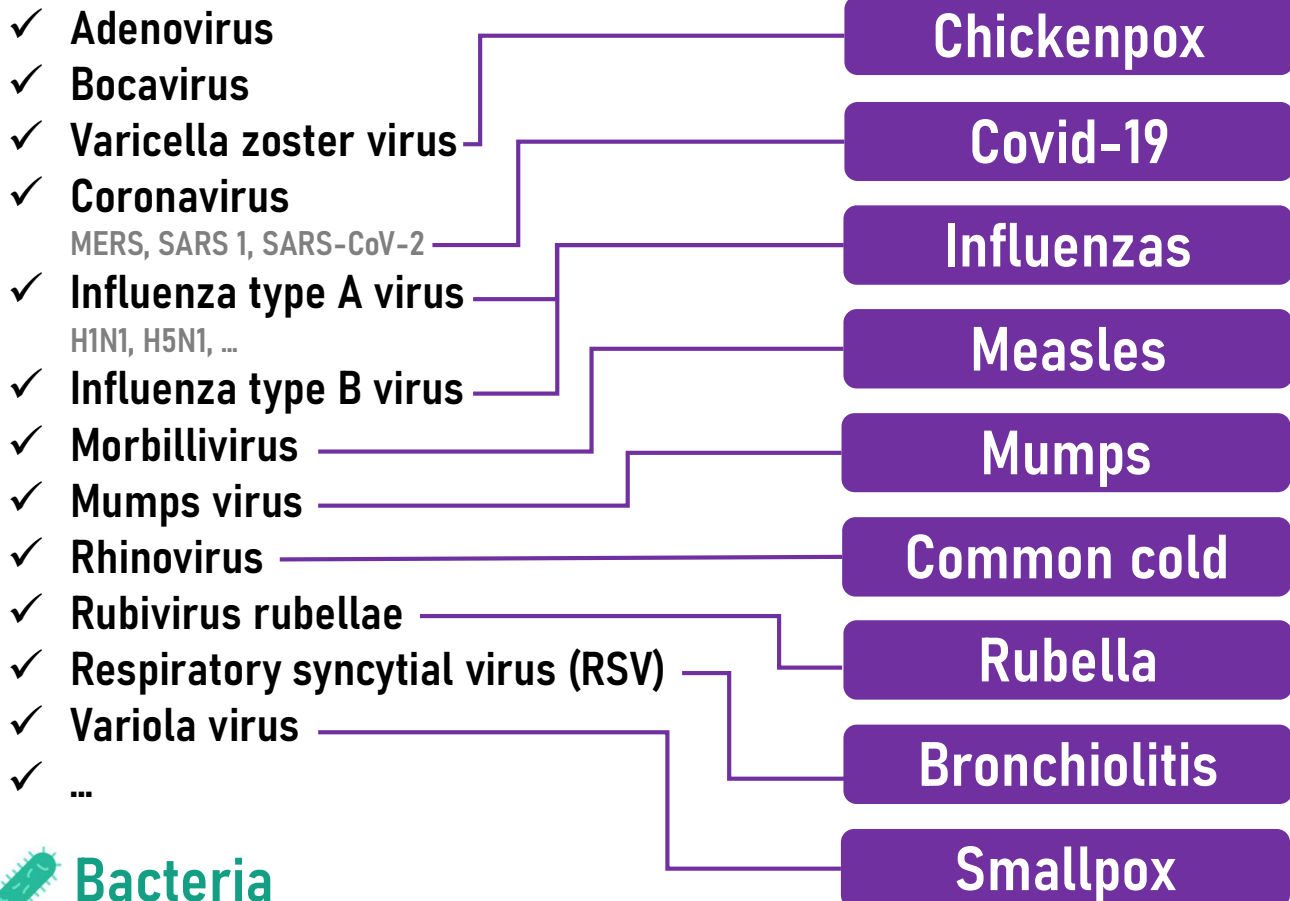 ✓ Adenovirus
✓ Bocavirus
✓ Varicella zoster virus
✓ Coronavirus
MERS, SARS 1, SARS-CoV-2
✓ Influenza type A virus
H1N1, H5N1, ...
✓ Influenza type B virus
✓ Morbillivirus
✓ Mumps virus
✓ Rhinovirus
✓ Rubivirus rubellae
✓ Respiratory syncytial virus (RSV)
✓ Variola virus
✓ ...
Bacteria
Chickenpox
Covid-19
Influenzas
Measles
Mumps
Common cold
Rubella
Bronchiolitis
Smallpox